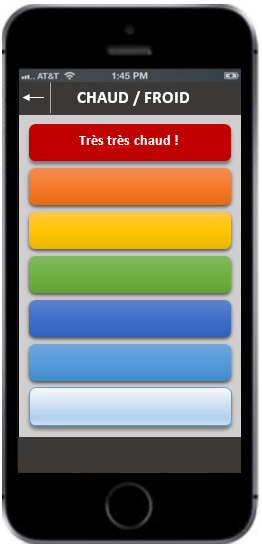 AT&T 1:45 PM
CHAUD / FROID
Très très chaud !